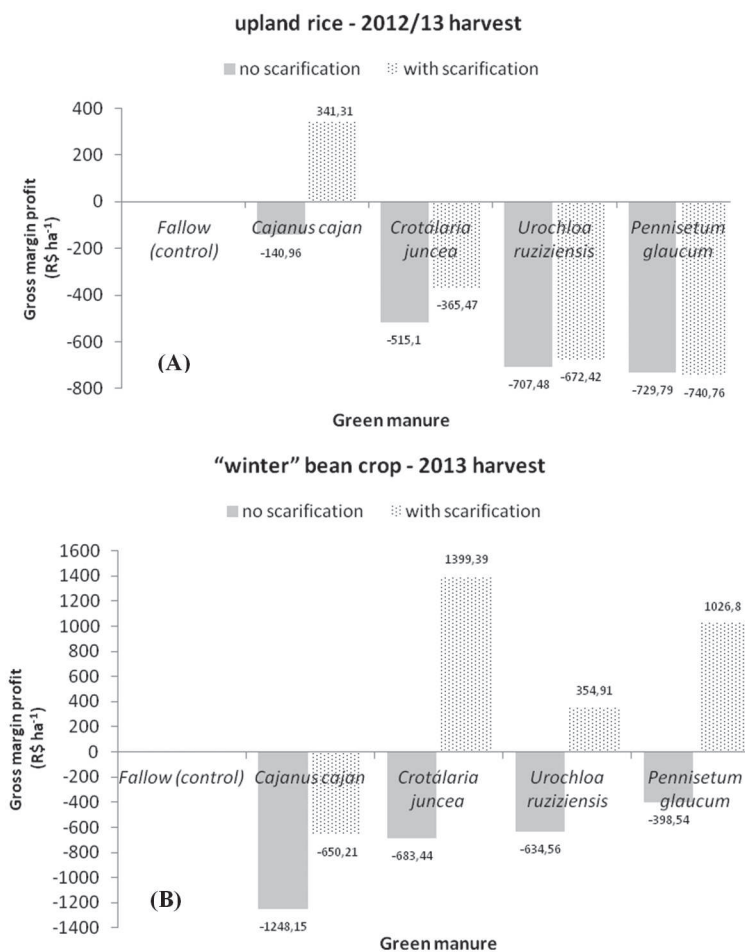 upland rice - 2012/13 harvest
no scarification with scarification
Gross margin profit
(R$ ha-1)
400
200
0
-200
-400
-600
-800
341,31
Fallow
(control)
Cajanus cajan
Crotálaria
juncea
Urochloa
ruziziensis
Pennisetum
glaucum
-140,96
-365,47
-515,1
-707,48
-672,42
-729,79
-740,76
(A)
Green manure
“winter” bean crop - 2013 harvest
no scarification with scarification
Gross margin profit
(R$ ha-1)
1600
1400
1200
1000
800
600
400
200
0
-200
-400
-600
-800
-1000
-1200
-1400
1399,39
1026,8
354,91
Fallow (control)
Cajanus cajan
Crotálaria
juncea
Urochloa
ruziziensis
Pennisetum
glaucum
-398,54
-650,21
-683,44
-634,56
-1248,15
(B)
Green manure